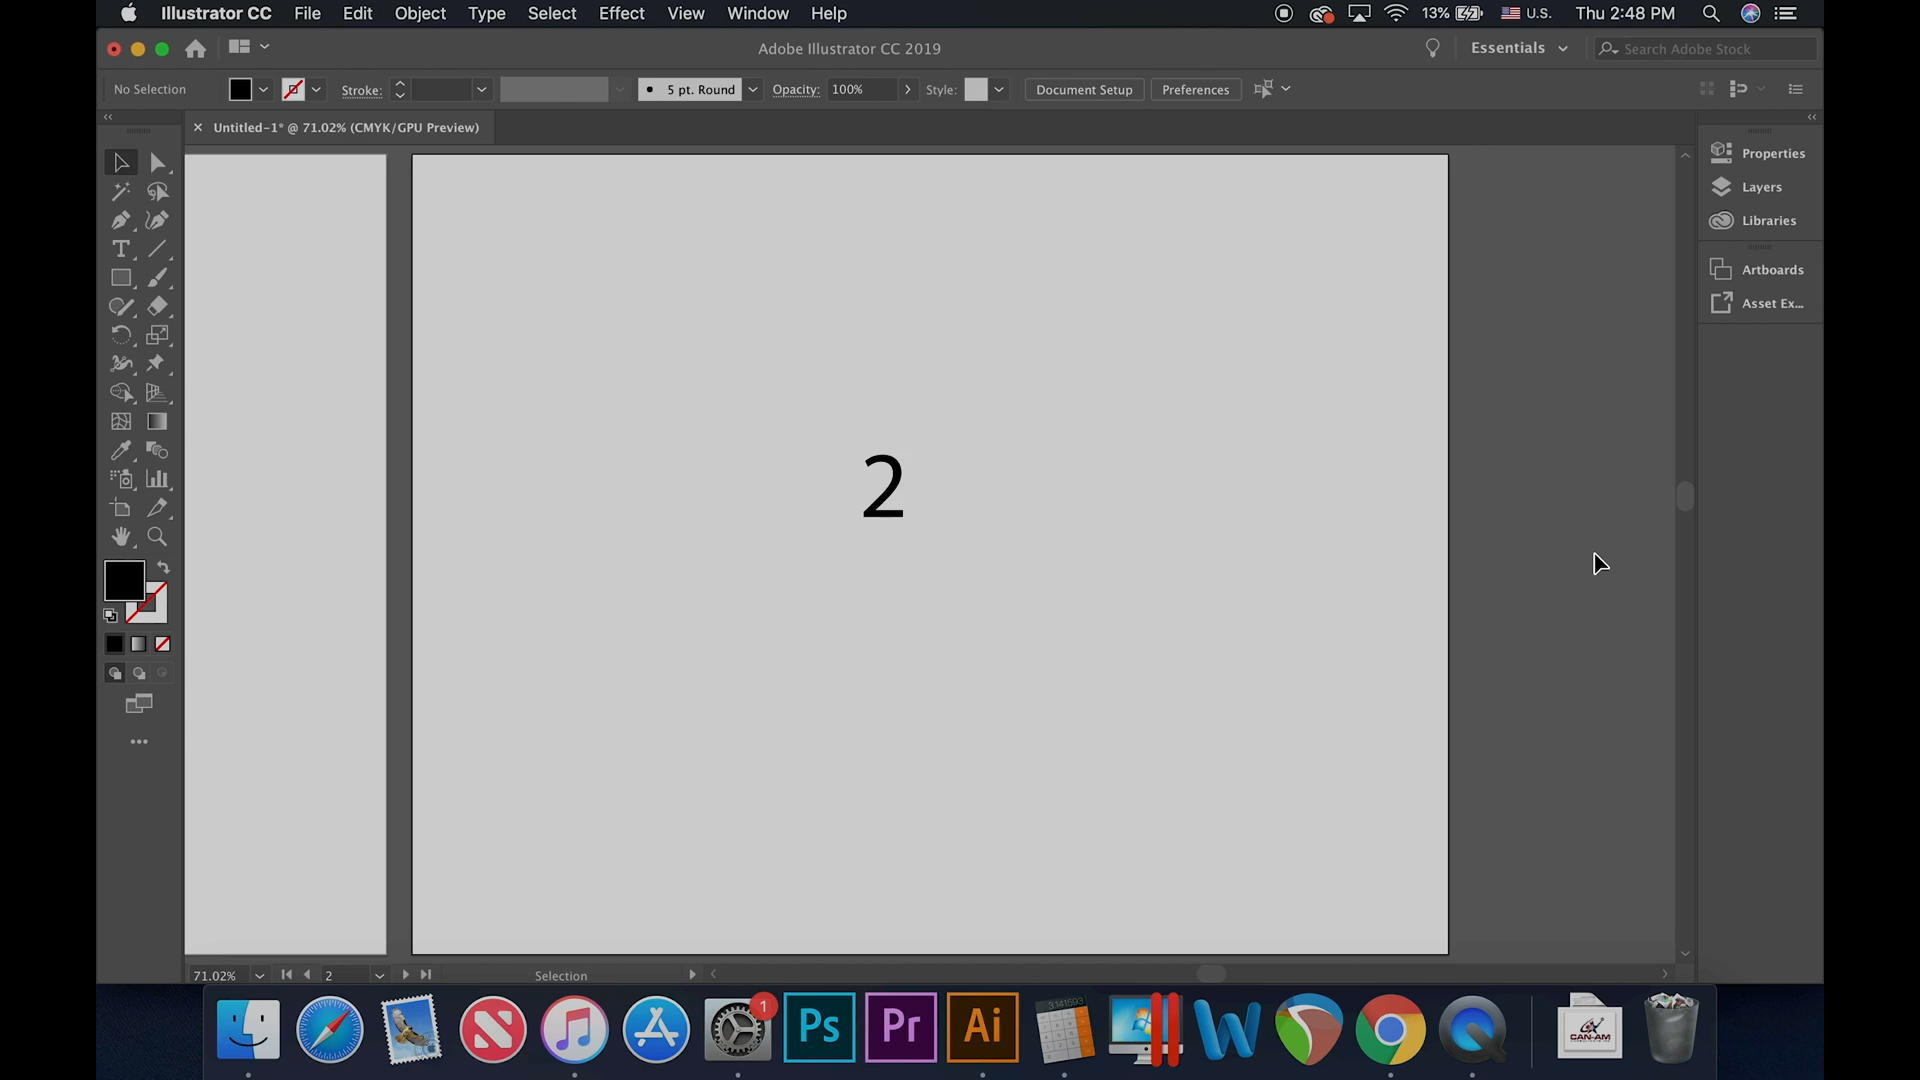 Illustrator CC File Edit Object Type Select Effect View Window Help 13% U.S. Thu 2:48 PM
Adobe Illustrator CC 2019 Essentials Search Adobe Stock
No Selection Stroke: 5 pt. Round Opacity: 100% Style: Document Setup Preferences
Untitled-1* @ 71.02% (CMYK/GPU Preview)
Properties
Layers
Libraries
Artboards
Asset Ex...
2
71.02% 2 Selection
1
Ps Pr Ai
3.141593
CAN-AM